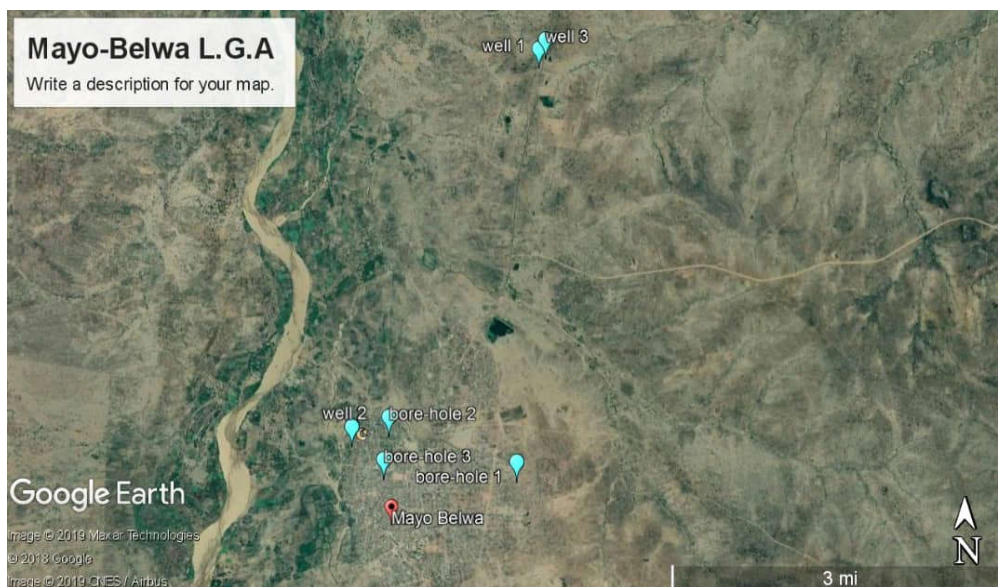 Mayo-Belwa L.G.A
Write a description for your map.
well 1
well 3
well 2
bore-hole 2
bore-hole 3
bore-hole 1
Mayo Belwa
Google Earth
Image © 2019 Maxar Technologies
© 2018 Google
Image © 2019 CNES / Airbus
N
3 mi